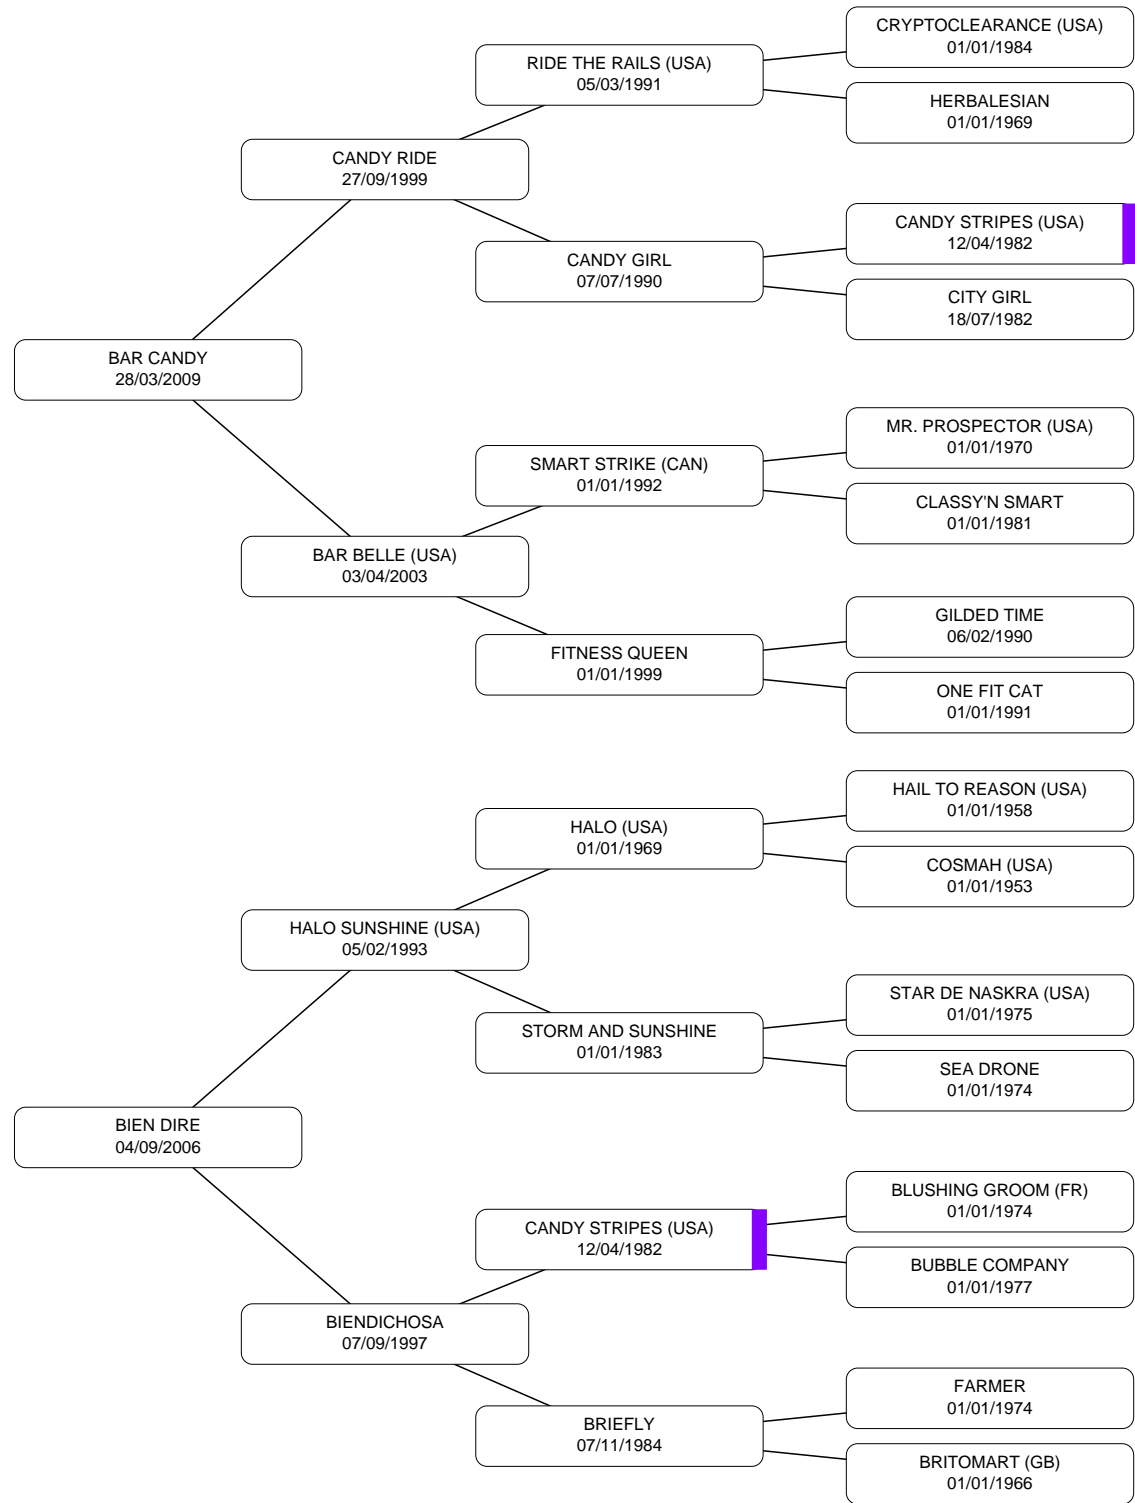 CRYPTOCLEARANCE (USA)
01/01/1984
RIDE THE RAILS (USA)
05/03/1991
HERBALESIAN
01/01/1969
CANDY RIDE
27/09/1999
CANDY STRIPES (USA)
12/04/1982
CANDY GIRL
07/07/1990
CITY GIRL
18/07/1982
BAR CANDY
28/03/2009
MR. PROSPECTOR (USA)
01/01/1970
SMART STRIKE (CAN)
01/01/1992
CLASSY'N SMART
01/01/1981
BAR BELLE (USA)
03/04/2003
GILDED TIME
06/02/1990
FITNESS QUEEN
01/01/1999
ONE FIT CAT
01/01/1991
HAIL TO REASON (USA)
01/01/1958
HALO (USA)
01/01/1969
COSMAH (USA)
01/01/1953
HALO SUNSHINE (USA)
05/02/1993
STAR DE NASKRA (USA)
01/01/1975
STORM AND SUNSHINE
01/01/1983
SEA DRONE
01/01/1974
BIEN DIRE
04/09/2006
BLUSHING GROOM (FR)
01/01/1974
CANDY STRIPES (USA)
12/04/1982
BUBBLE COMPANY
01/01/1977
BIENDICHOSA
07/09/1997
FARMER
01/01/1974
BRIEFLY
07/11/1984
BRITOMART (GB)
01/01/1966